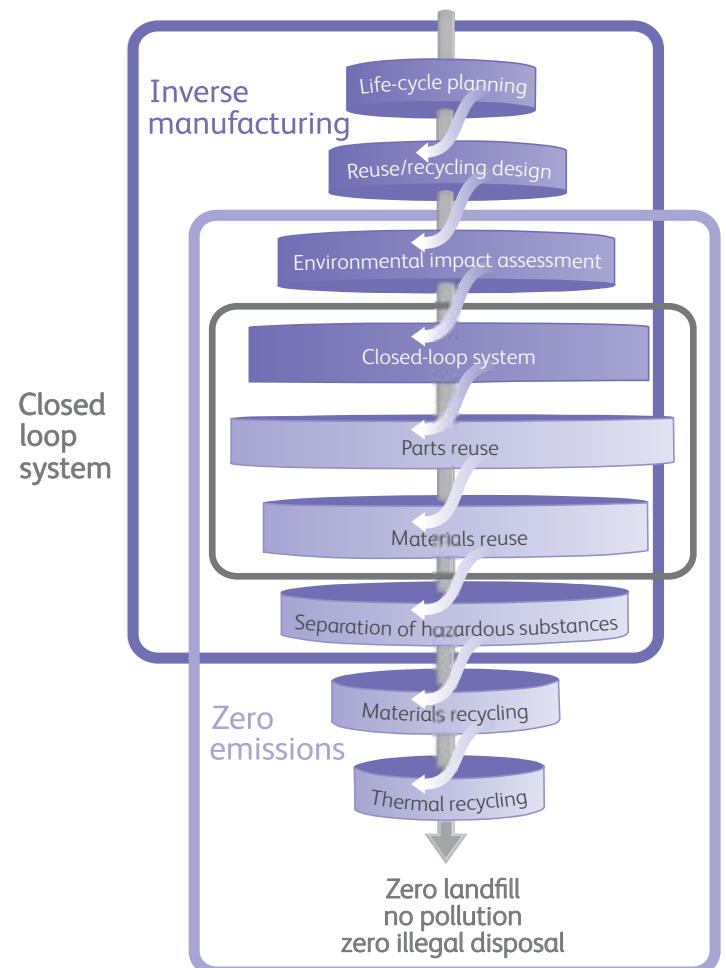 Inverse
manufacturing
Life-cycle planning
Reuse/recycling design
Environmental impact assessment
Closed
loop
system
Closed-loop system
Parts reuse
Materials reuse
Separation of hazardous substances
Zero
emissions
Materials recycling
Thermal recycling
Zero landfill
no pollution
zero illegal disposal